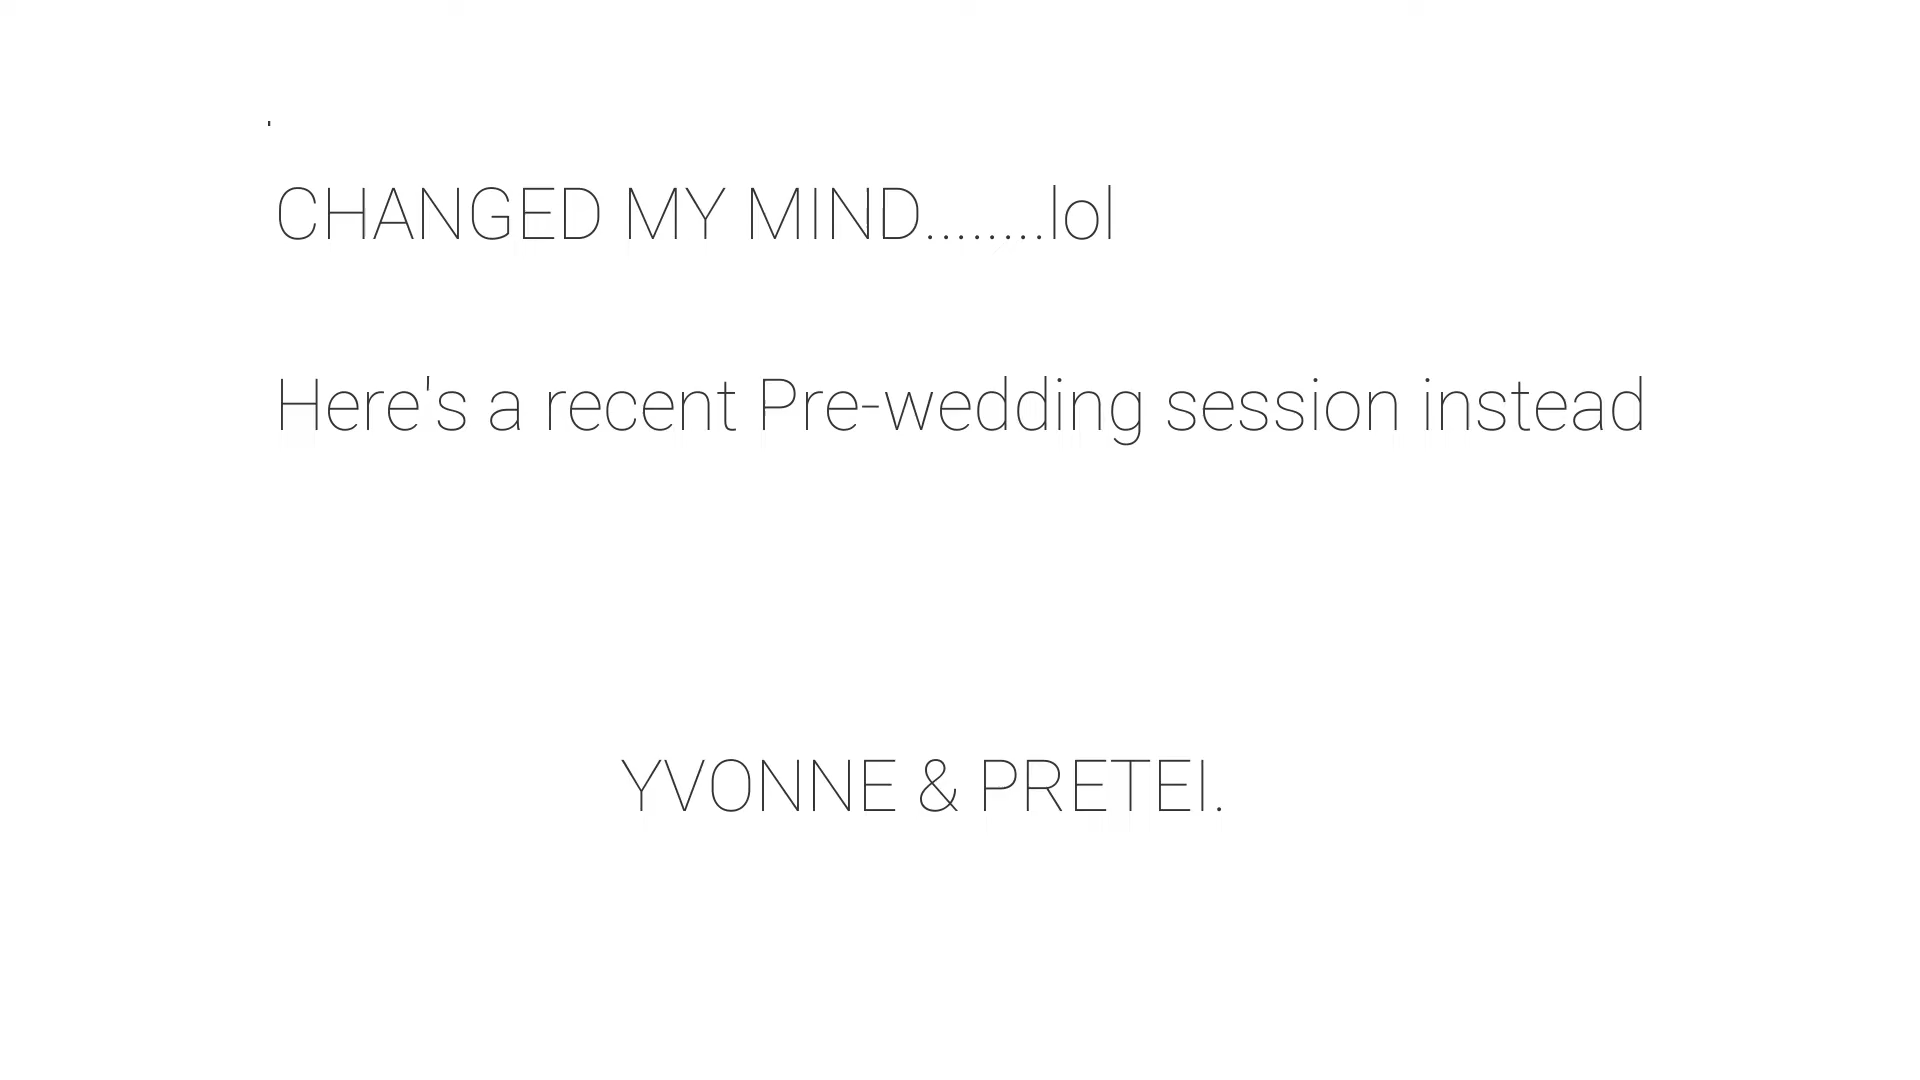 CHANGED MY MIND........lol
Here's a recent Pre-wedding session instead
YVONNE & PRETEI.